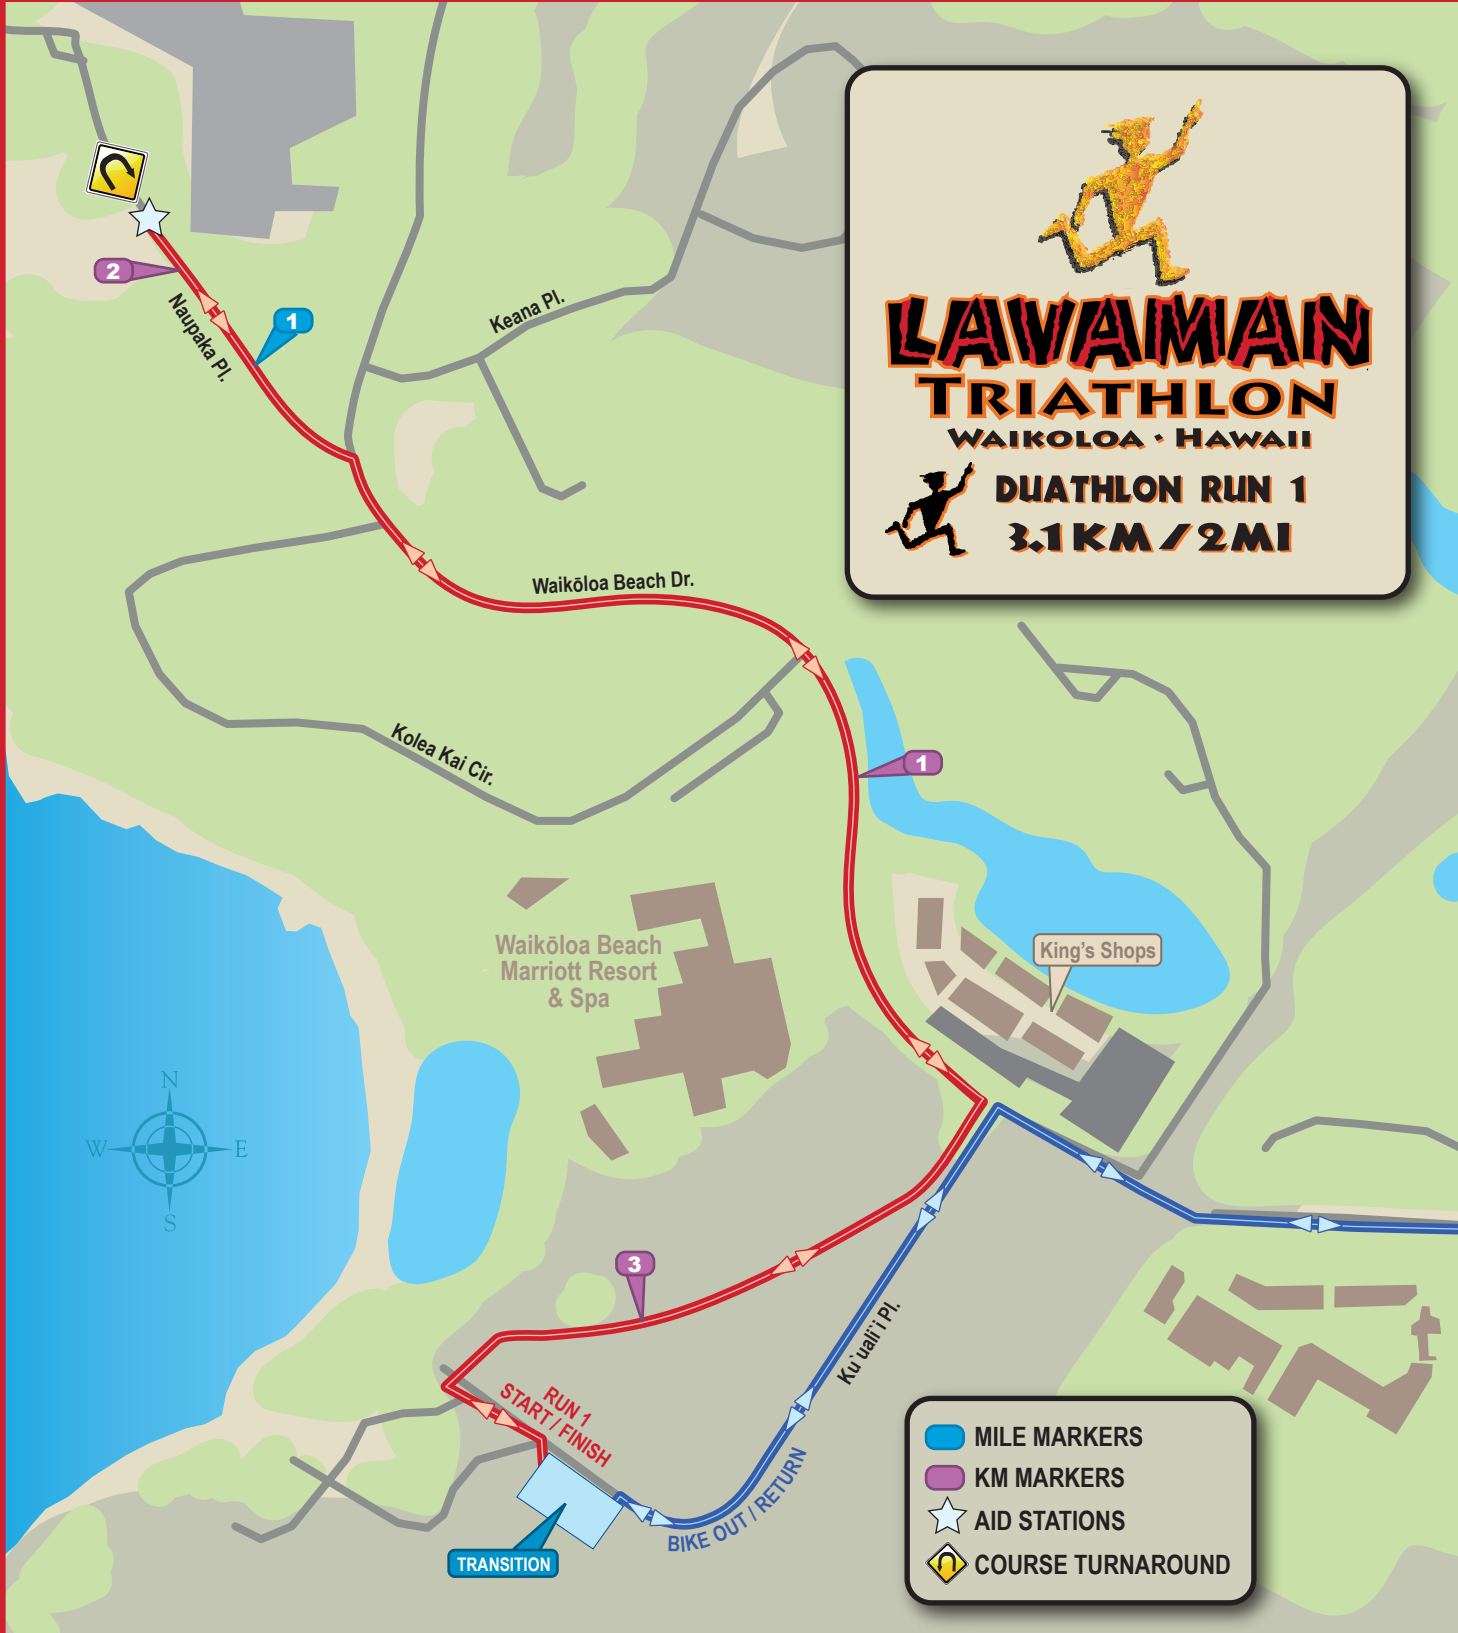 LAVAMAN
TRIATHLON
WAIKOLOA · HAWAII
DUATHLON RUN 1
3.1KM/2MI
2
1
Naupaka Pl.
Keana Pl.
Waikōloa Beach Dr.
Kolea Kai Cir.
1
Waikōloa Beach
Marriott Resort
& Spa
King's Shops
N
W
E
S
3
Ku`uali`i Pl.
RUN 1
START / FINISH
BIKE OUT / RETURN
TRANSITION
MILE MARKERS
KM MARKERS
AID STATIONS
COURSE TURNAROUND